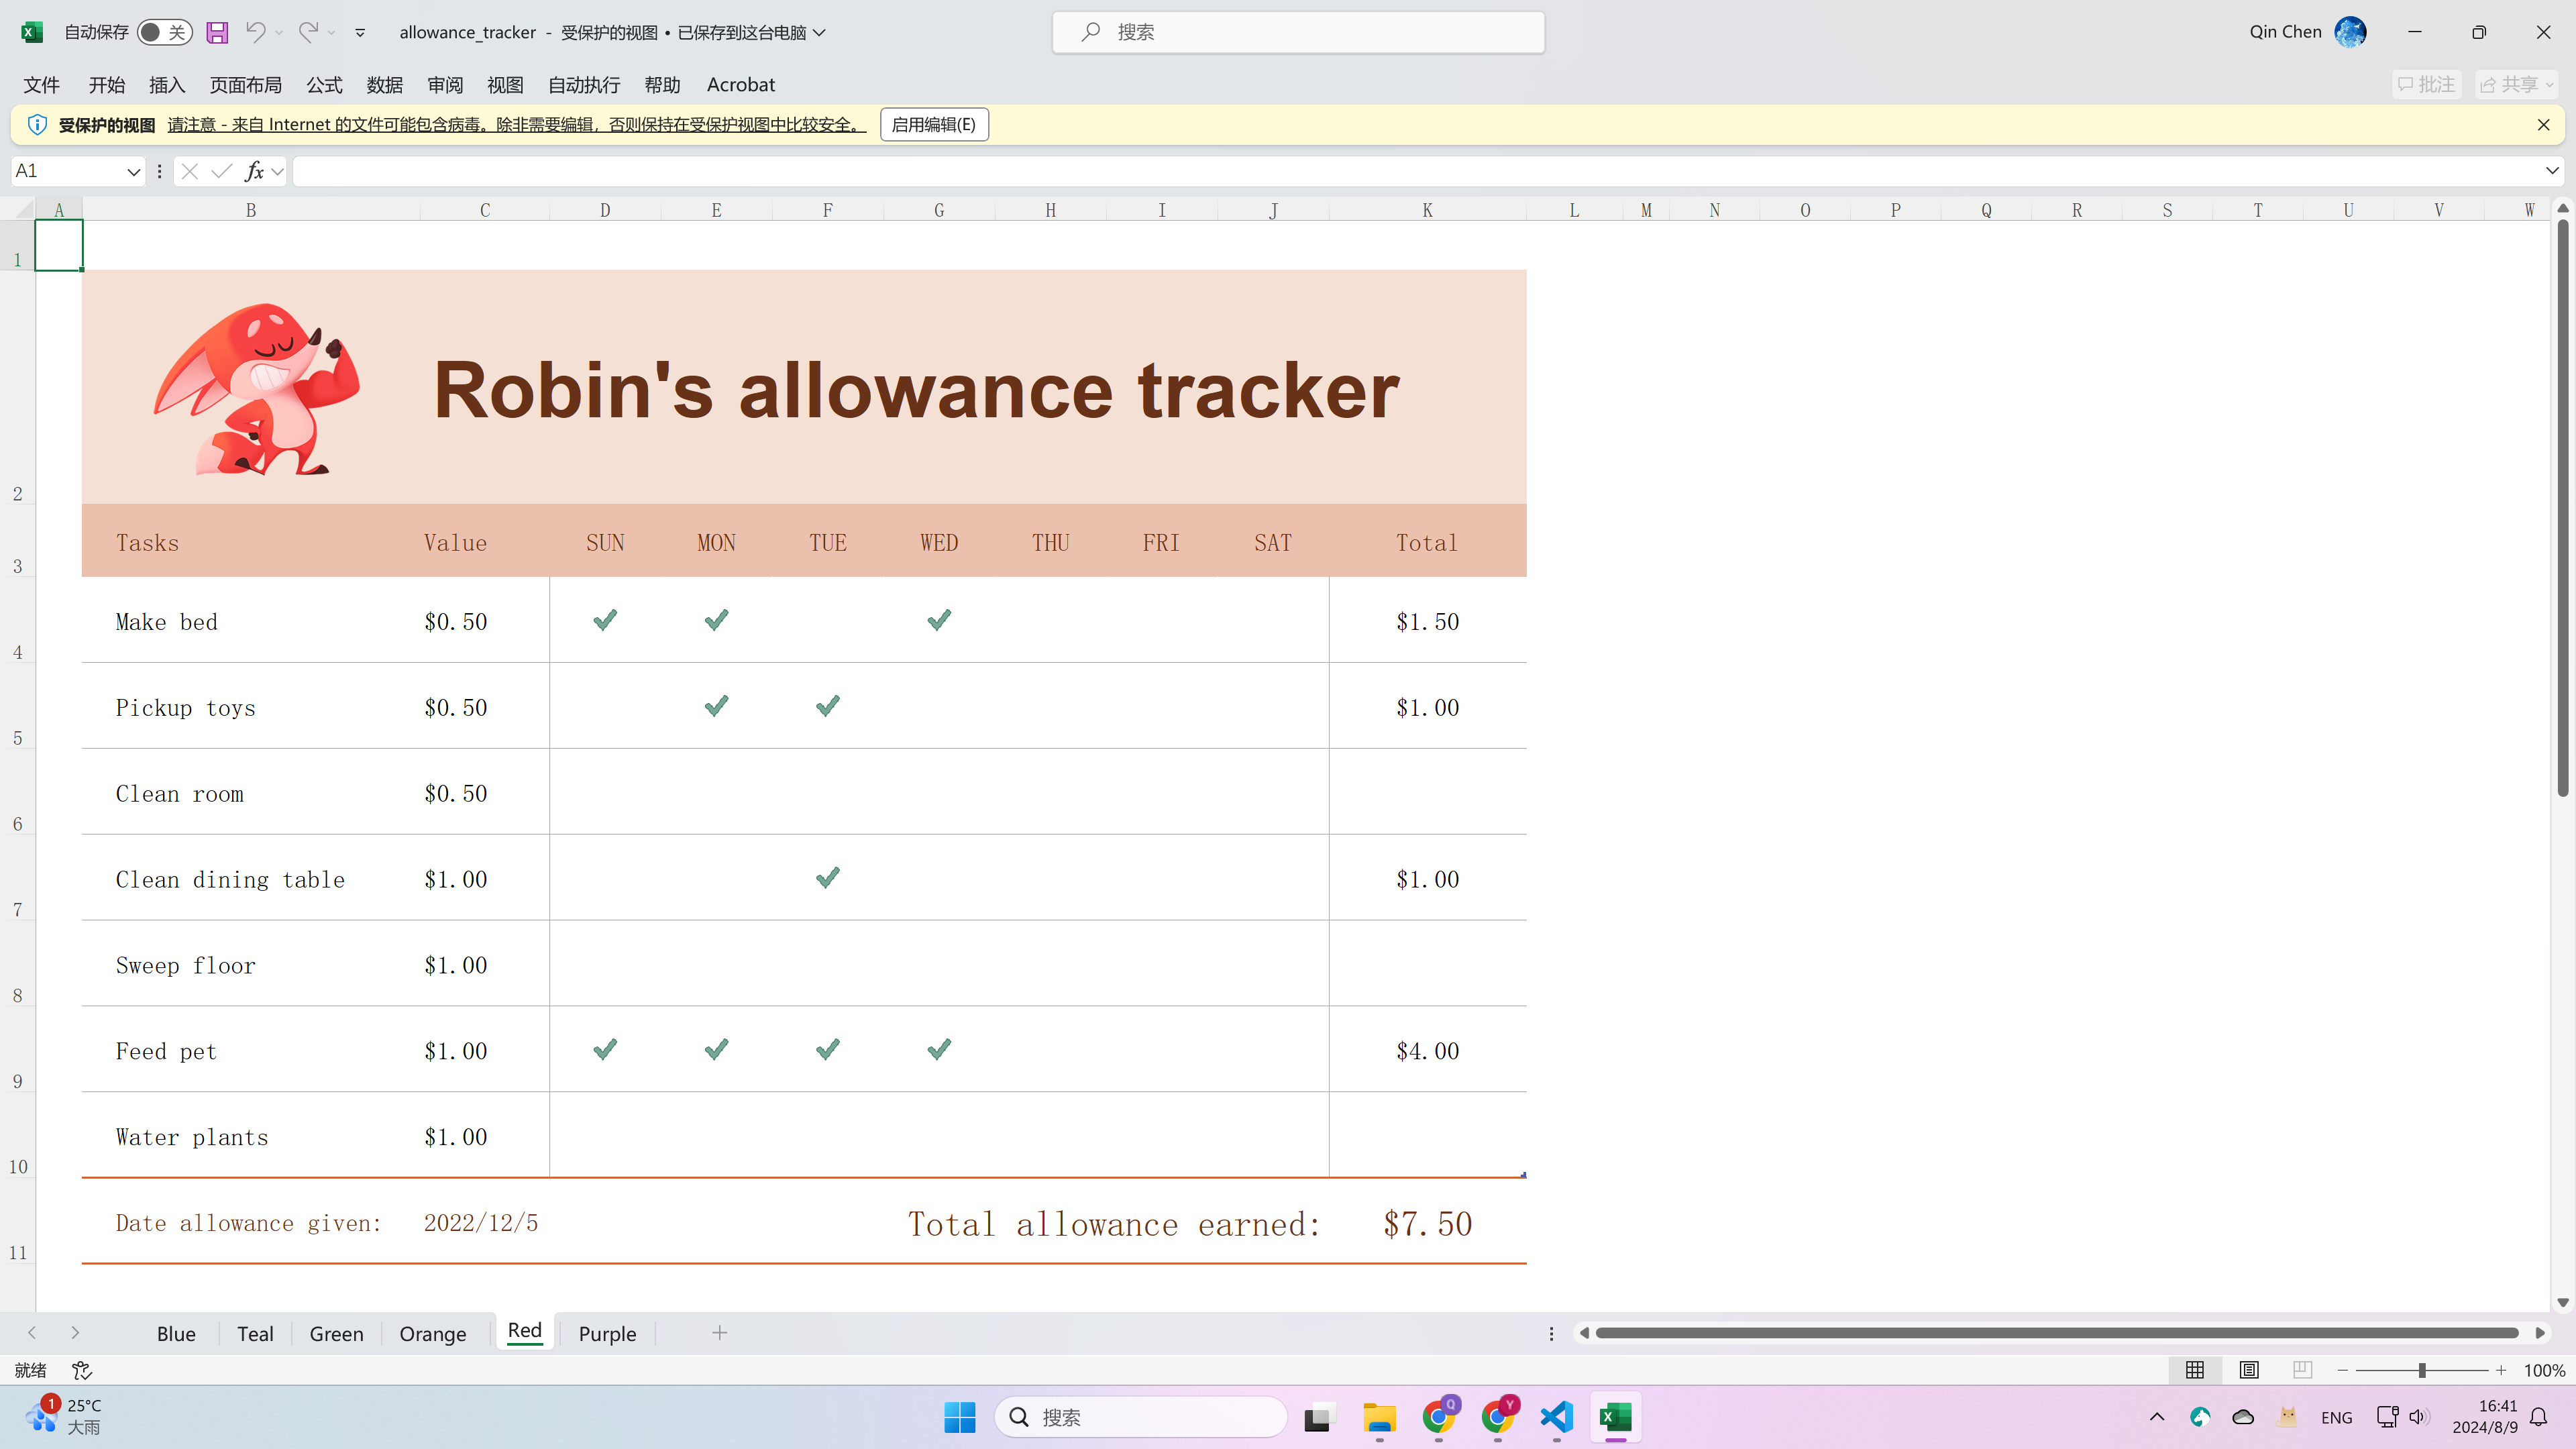 自动保存 关 allowance_tracker - 受保护的视图 • 已保存到这台电脑 搜索 Qin Chen
文件 开始 插入 页面布局 公式 数据 审阅 视图 自动执行 帮助 Acrobat 批注 共享
受保护的视图 请注意 - 来自 Internet 的文件可能包含病毒。除非需要编辑，否则保持在受保护视图中比较安全。 启用编辑(E)
A1 fx
A B C D E F G H I J K L M N O P Q R S T U V W
1
Robin's allowance tracker
2
Tasks Value SUN MON TUE WED THU FRI SAT Total
3
Make bed $0.50 $1.50
4
Pickup toys $0.50 $1.00
5
Clean room $0.50
6
Clean dining table $1.00 $1.00
7
Sweep floor $1.00
8
Feed pet $1.00 $4.00
9
Water plants $1.00
10
Date allowance given: 2022/12/5 Total allowance earned: $7.50
11
Blue Teal Green Orange Red Purple
就绪 100%
1 25°C 搜索 Q Y ENG 16:41
大雨 2024/8/9